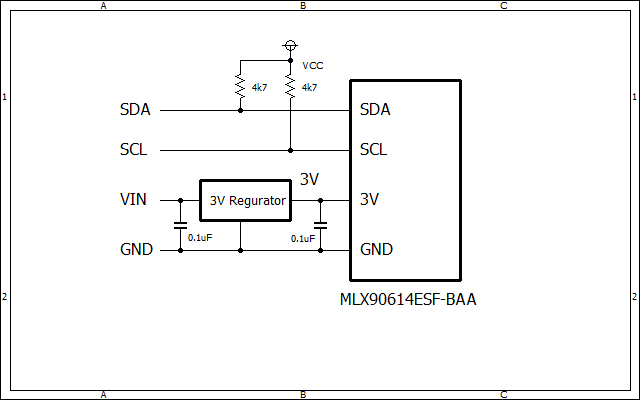 A B C
1 1
VCC
4k7 4k7
SDA SDA
SCL SCL
3V
VIN 3V Regurator 3V
0.1uF 0.1uF
GND GND
2 2
MLX90614ESF-BAA
A B C